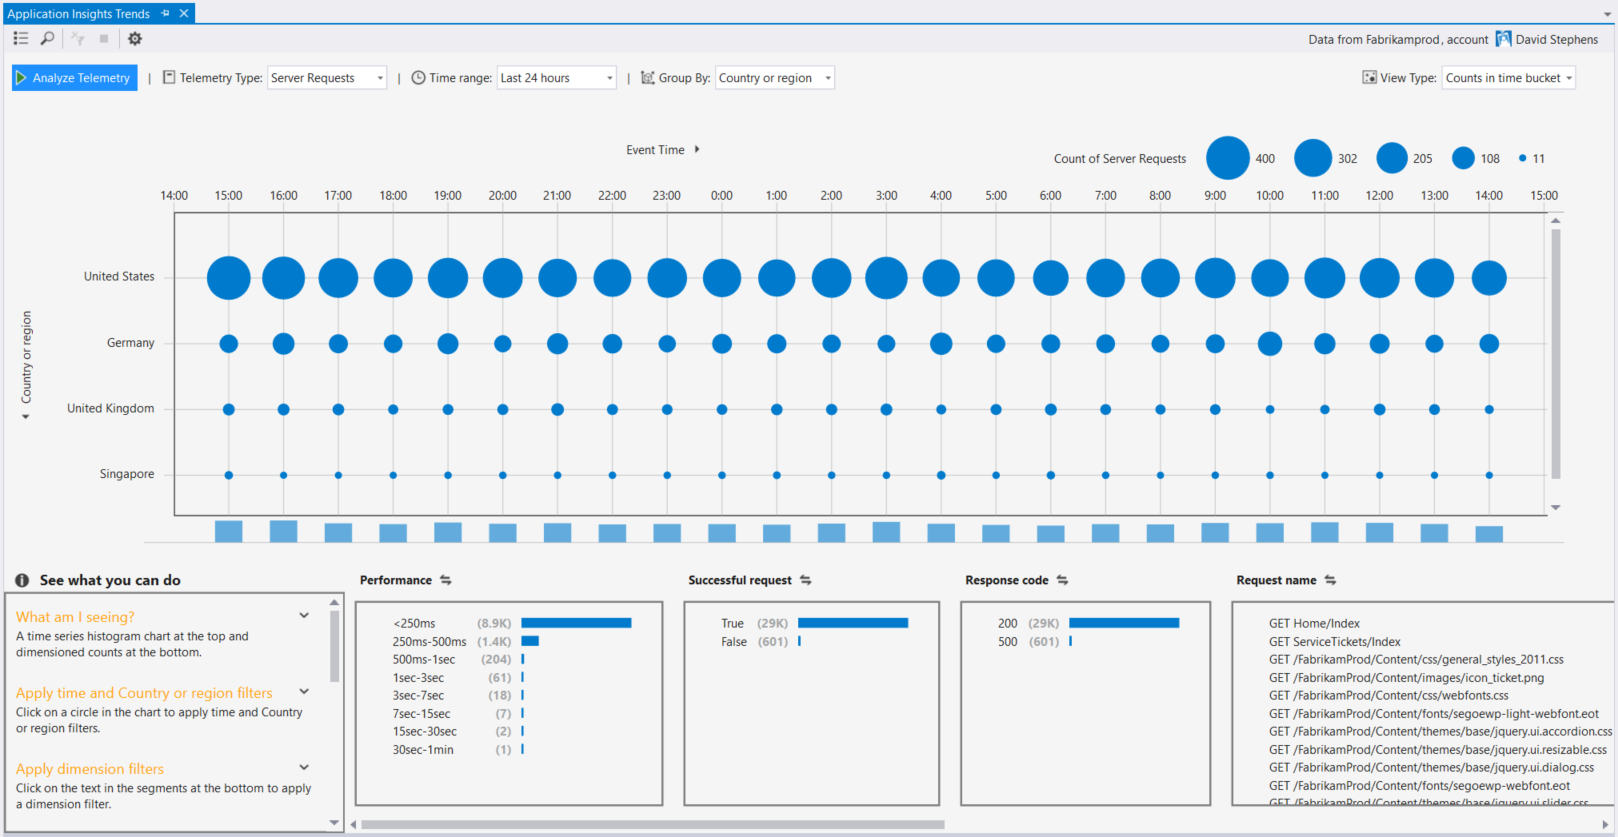 Application Insights Trends
Data from Fabrikamprod, account David Stephens
Analyze Telemetry | Telemetry Type: Server Requests | Time range: Last 24 hours | Group By: Country or region View Type: Counts in time bucket
Event Time
Count of Server Requests 400 302 205 108 11
14:00 15:00 16:00 17:00 18:00 19:00 20:00 21:00 22:00 23:00 0:00 1:00 2:00 3:00 4:00 5:00 6:00 7:00 8:00 9:00 10:00 11:00 12:00 13:00 14:00 15:00
Country or region
United States
Germany
United Kingdom
Singapore
See what you can do
What am I seeing?
A time series histogram chart at the top and
dimensioned counts at the bottom.
Apply time and Country or region filters
Click on a circle in the chart to apply time and Country
or region filters.
Apply dimension filters
Click on the text in the segments at the bottom to apply
a dimension filter.
Performance
<250ms (8.9K)
250ms-500ms (1.4K)
500ms-1sec (204)
1sec-3sec (61)
3sec-7sec (18)
7sec-15sec (7)
15sec-30sec (2)
30sec-1min (1)
Successful request
True (29K)
False (601)
Response code
200 (29K)
500 (601)
Request name
GET Home/Index
GET ServiceTickets/Index
GET /FabrikamProd/Content/css/general_styles_2011.css
GET /FabrikamProd/Content/images/icon_ticket.png
GET /FabrikamProd/Content/css/webfonts.css
GET /FabrikamProd/Content/fonts/segoewp-light-webfont.eot
GET /FabrikamProd/Content/themes/base/jquery.ui.accordion.css
GET /FabrikamProd/Content/themes/base/jquery.ui.resizable.css
GET /FabrikamProd/Content/themes/base/jquery.ui.dialog.css
GET /FabrikamProd/Content/fonts/segoewp-webfont.eot
GET /FabrikamProd/Content/themes/base/jquery.ui.slider.css